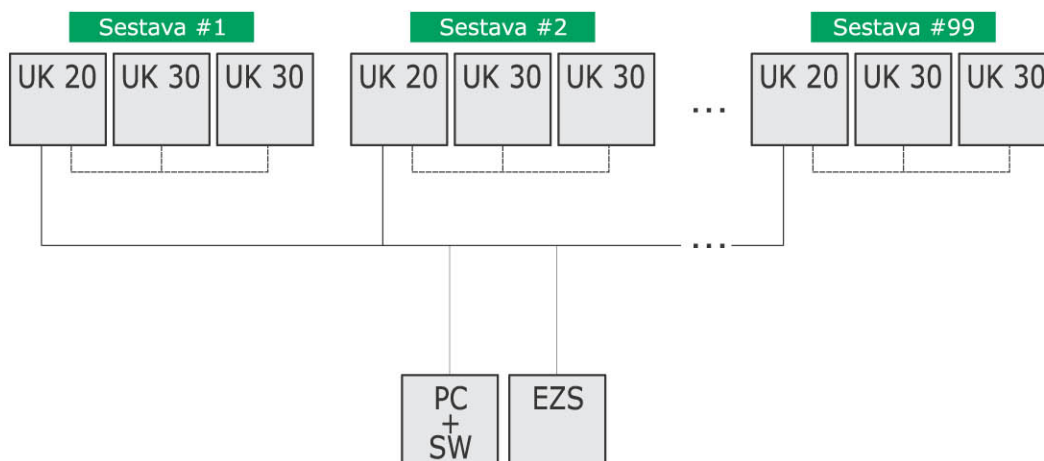 Sestava #1
Sestava #2
Sestava #99
UK 20
UK 30
UK 30
UK 20
UK 30
UK 30
...
UK 20
UK 30
UK 30
...
PC
+
SW
EZS